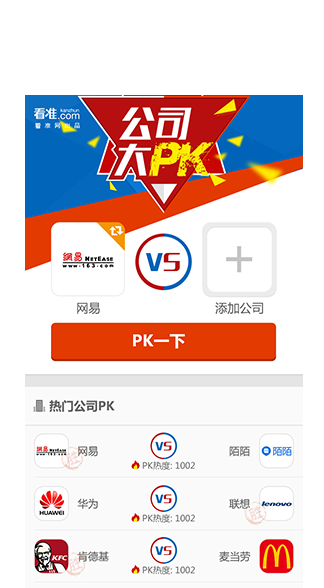 看准.com
kanzhun
看准网出品
公司
大PK
網易 NETEASE
www.163.com
VS
网易
添加公司
PK一下
热门公司PK
網易 NETEASE
网易
VS
陌陌
陌陌
PK热度: 1002
HUAWEI
华为
VS
联想
lenovo
PK热度: 1002
KFC
肯德基
VS
麦当劳
PK热度: 1002